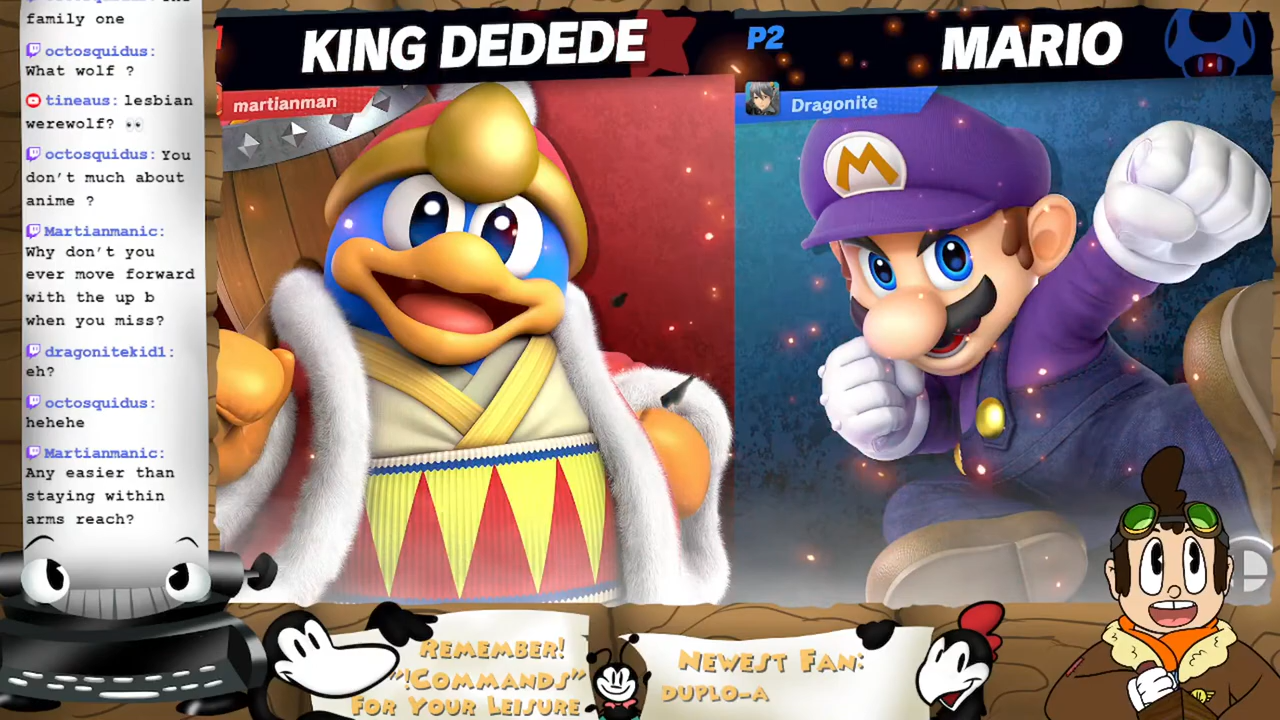 family one
octosquidus:
What wolf ?
tineaus: lesbian
werewolf? 👀
octosquidus: You
don't much about
anime ?
Martianmanic:
Why don't you
ever move forward
with the up b
when you miss?
dragonitekid1:
eh?
octosquidus:
hehehe
Martianmanic:
Any easier than
staying within
arms reach?
KING DEDEDE
martianman
P2
MARIO
Dragonite
M
REMEMBER!
"!COMMANDS"
FOR YOUR LEISURE
NEWEST FAN:
DUPLO-A